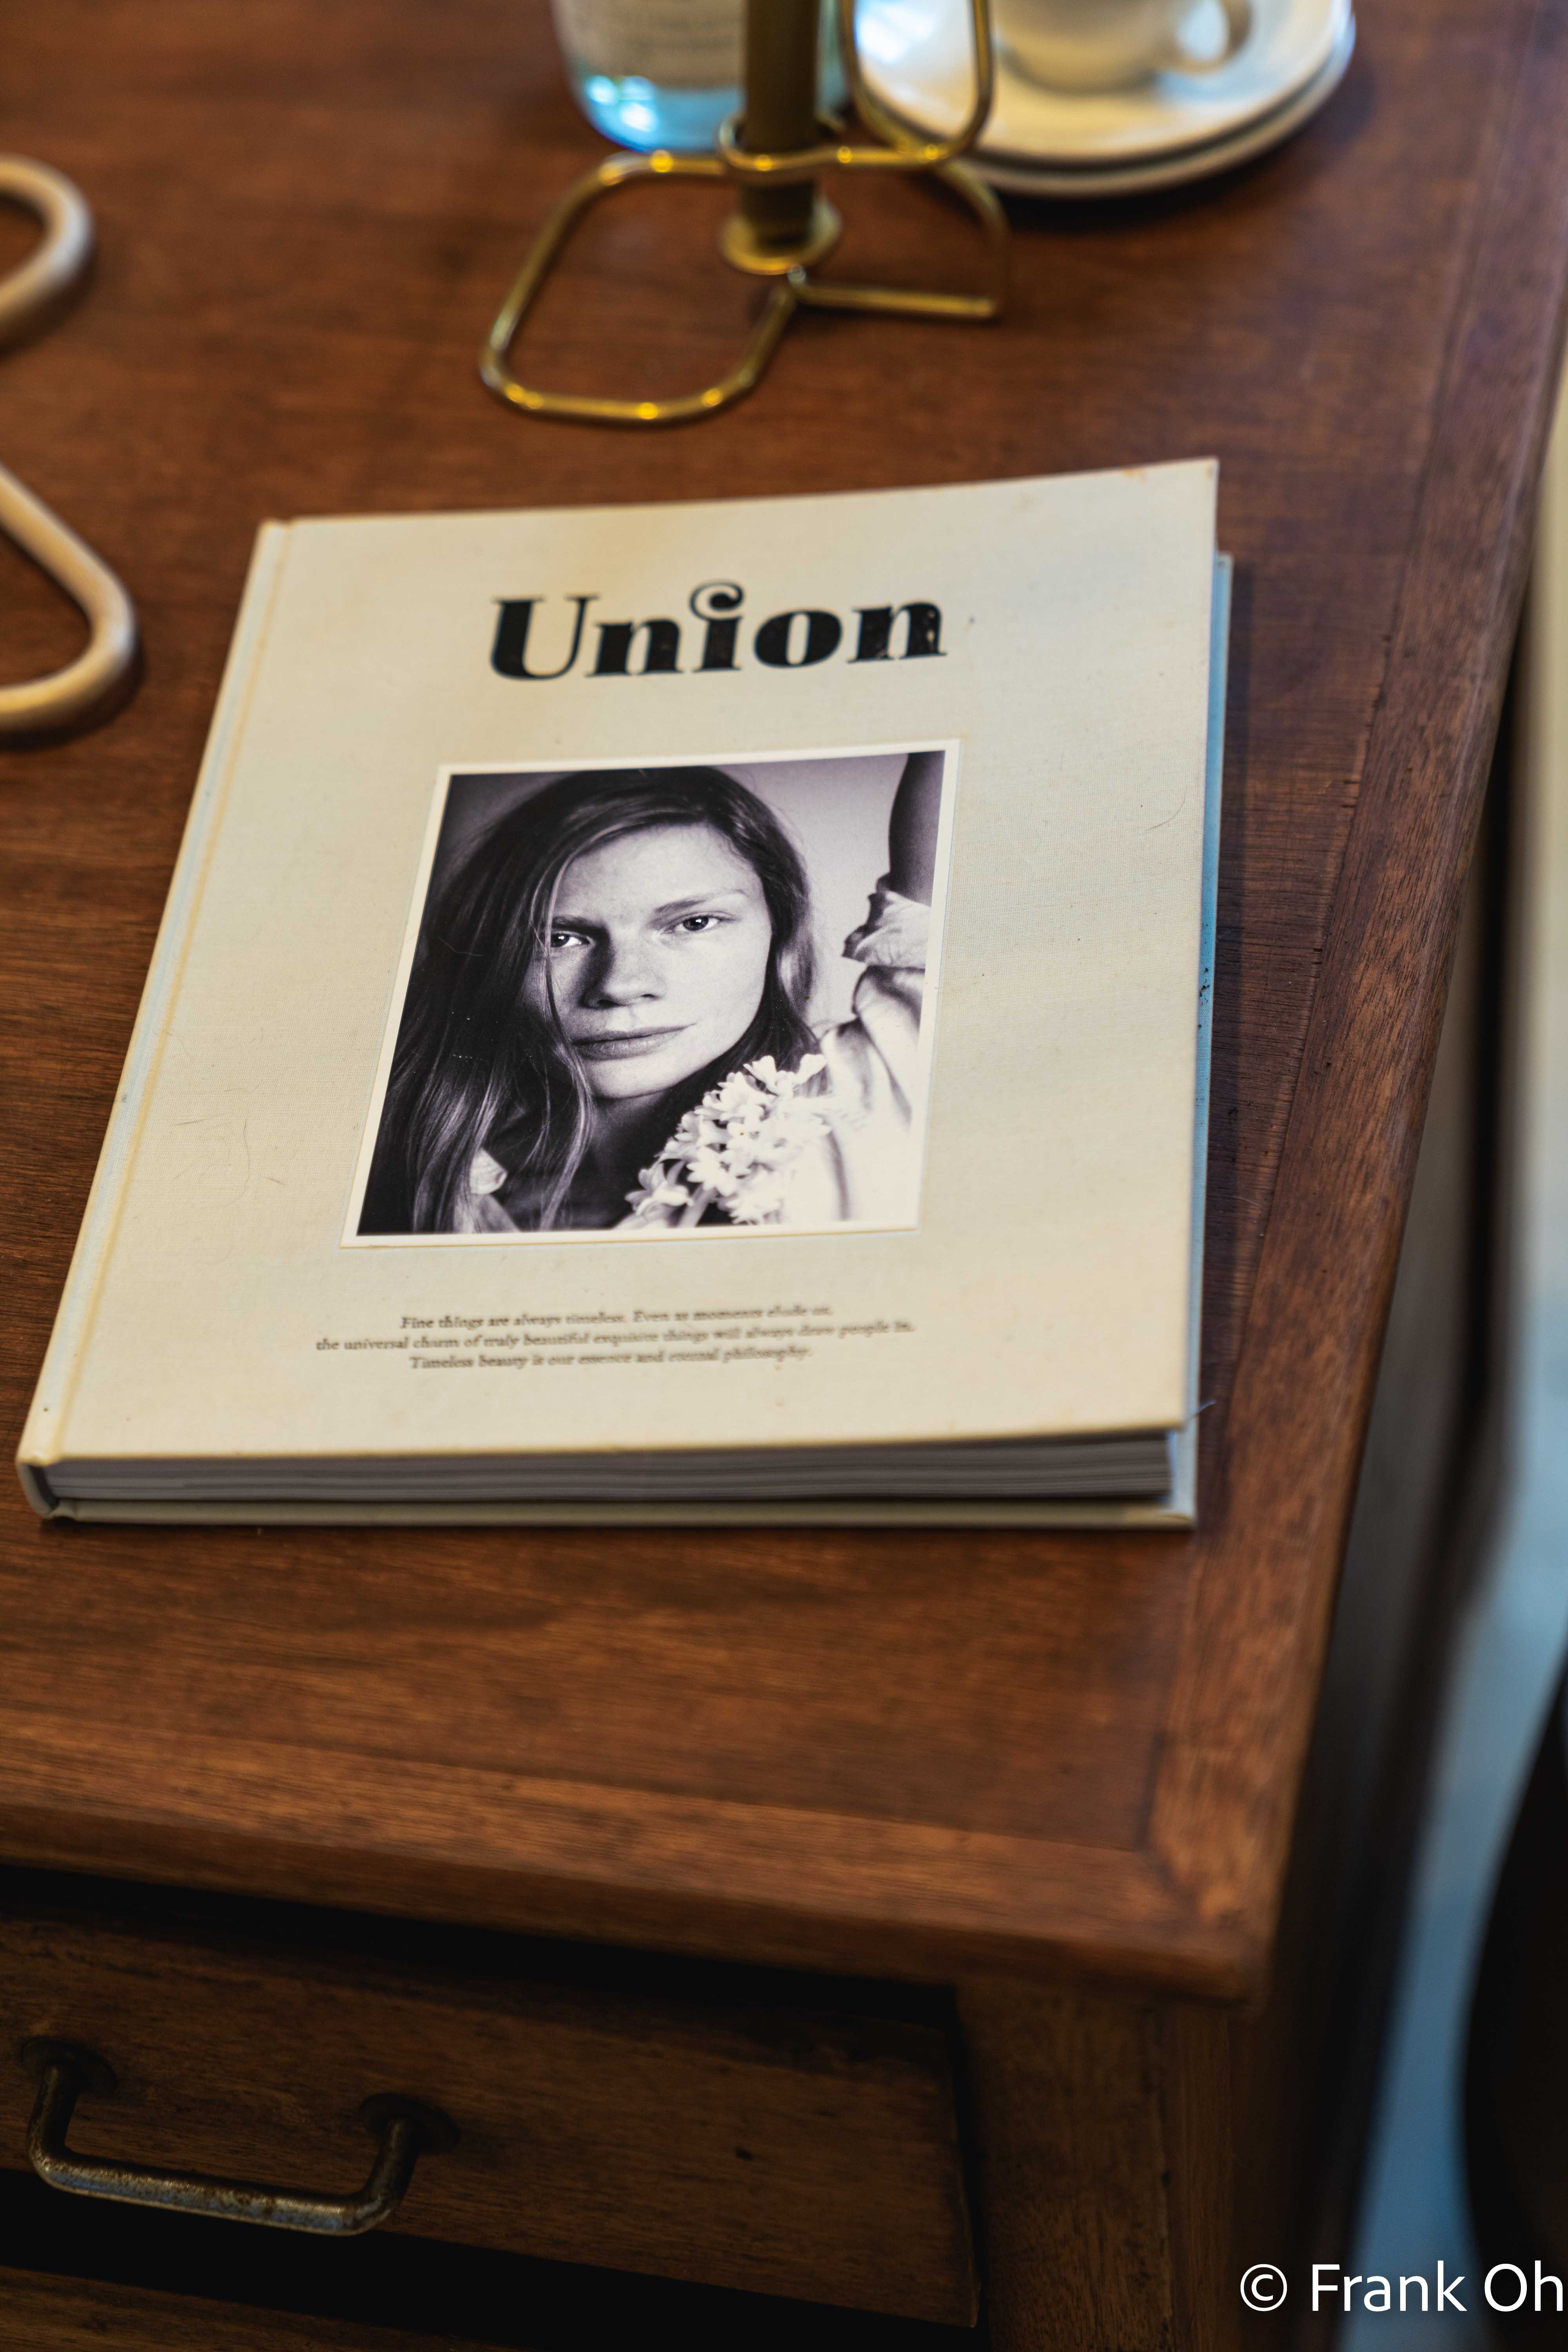 Union
Fine things are always timeless. Even as moments elude us,
the universal charm of truly beautiful exquisite things will always draw people in.
Timeless beauty is our essence and eternal philosophy.
© Frank Oh